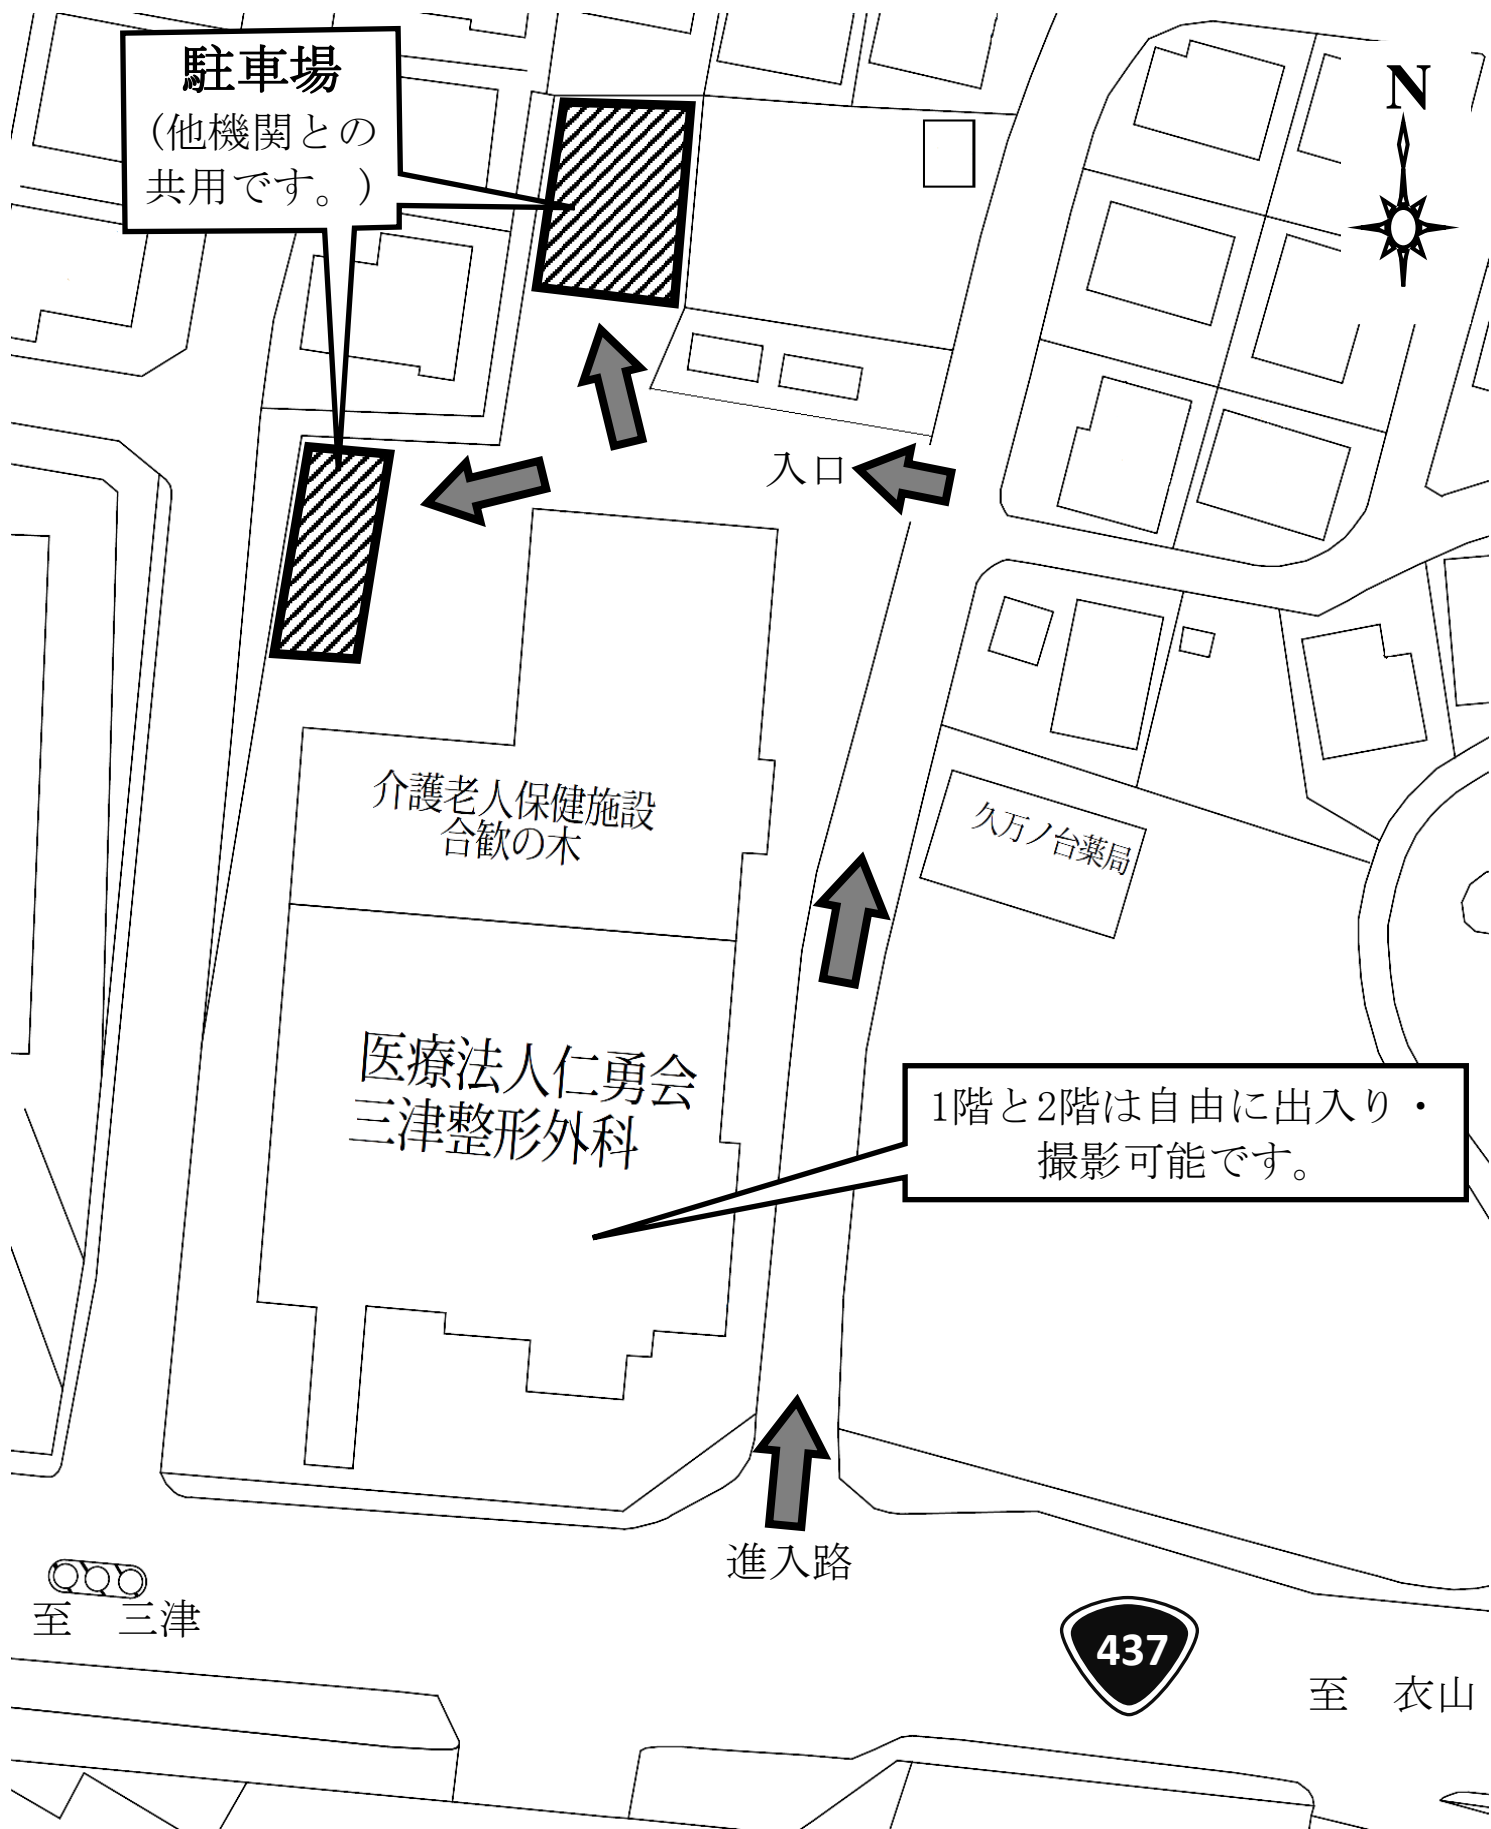 駐車場
(他機関との
共用です。)
N
入口
介護老人保健施設
合歓の木
久万ノ台薬局
医療法人仁勇会
三津整形外科
1階と2階は自由に出入り・
撮影可能です。
進入路
至　三津
437
至　衣山